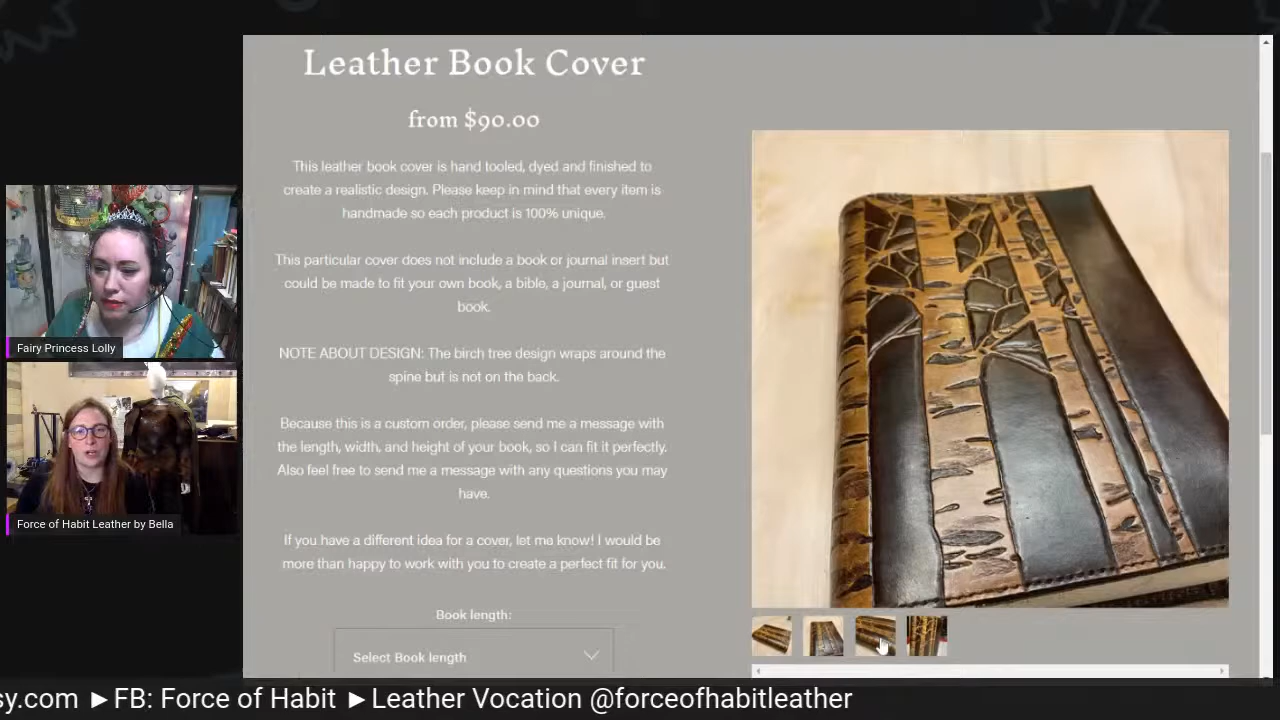 Leather Book Cover
from $90.00
This leather book cover is hand tooled, dyed and finished to
create a realistic design. Please keep in mind that every item is
handmade so each product is 100% unique.
This particular cover does not include a book or journal insert but
could be made to fit your own book, a bible, a journal, or guest
book.
NOTE ABOUT DESIGN: The birch tree design wraps around the
spine but is not on the back.
Because this is a custom order, please send me a message with
the length, width, and height of your book, so I can fit it perfectly.
Also feel free to send me a message with any questions you may
have.
If you have a different idea for a cover, let me know! I would be
more than happy to work with you to create a perfect fit for you.
Book length:
Select Book length
Fairy Princess Lolly
Force of Habit Leather by Bella
sy.com ►FB: Force of Habit ►Leather Vocation @forceofhabitleather